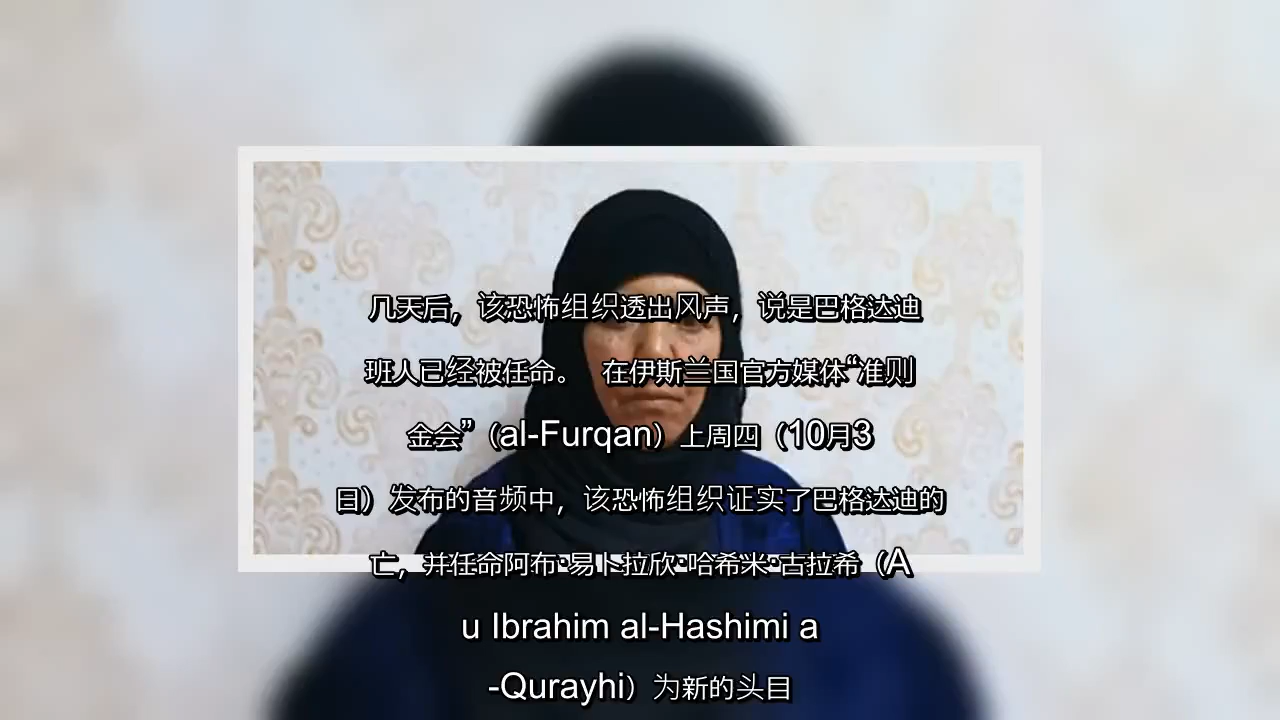 几天后，该恐怖组织透出风声，说是巴格达迪
班人己经被任命。 在伊斯兰国官方媒体“准则
金会”（al-Furqan）上周四（10月3
日）发布的音频中，该恐怖组织证实了巴格达迪的
亡，并任命阿布·易卜拉欣·哈希米·古拉希（A
u Ibrahim al-Hashimi a
-Qurayhi）为新的头目